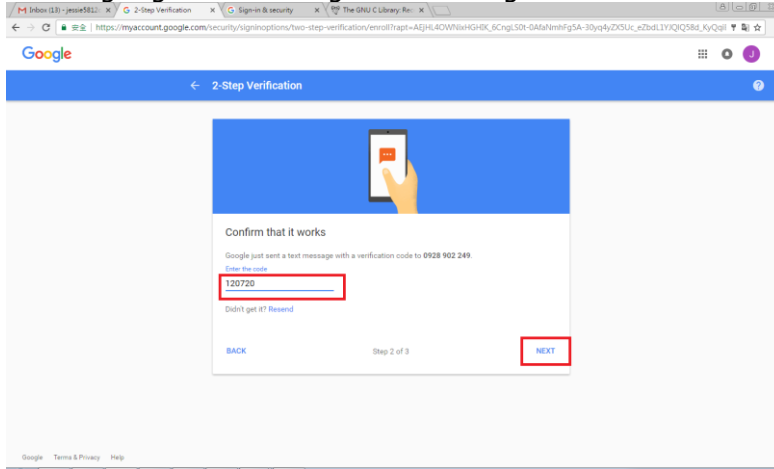 Inbox (13) - jessie5812
2-Step Verification
Sign-in & security
The GNU C Library: Re
安全 | https://myaccount.google.com/security/signinoptions/two-step-verification/enroll?rapt=
Google
J
2-Step Verification
Confirm that it works
Google just sent a text message with a verification code to 0928 902 249.
Enter the code
120720
Didn't get it? Resend
BACK
Step 2 of 3
NEXT
Google Terms & Privacy Help